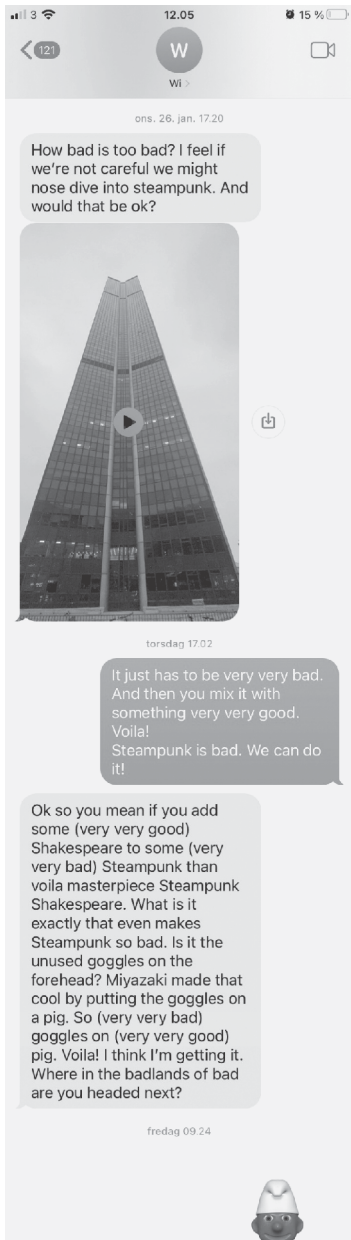 3
12.05
15 %
121
W
Wi
ons. 26. jan. 17.20
How bad is too bad? I feel if
we're not careful we might
nose dive into steampunk. And
would that be ok?
torsdag 17.02
It just has to be very very bad.
And then you mix it with
something very very good.
Voila!
Steampunk is bad. We can do
it!
Ok so you mean if you add
some (very very good)
Shakespeare to some (very
very bad) Steampunk than
voila masterpiece Steampunk
Shakespeare. What is it
exactly that even makes
Steampunk so bad. Is it the
unused goggles on the
forehead? Miyazaki made that
cool by putting the goggles on
a pig. So (very very bad)
goggles on (very very good)
pig. Voila! I think I'm getting it.
Where in the badlands of bad
are you headed next?
fredag 09.24